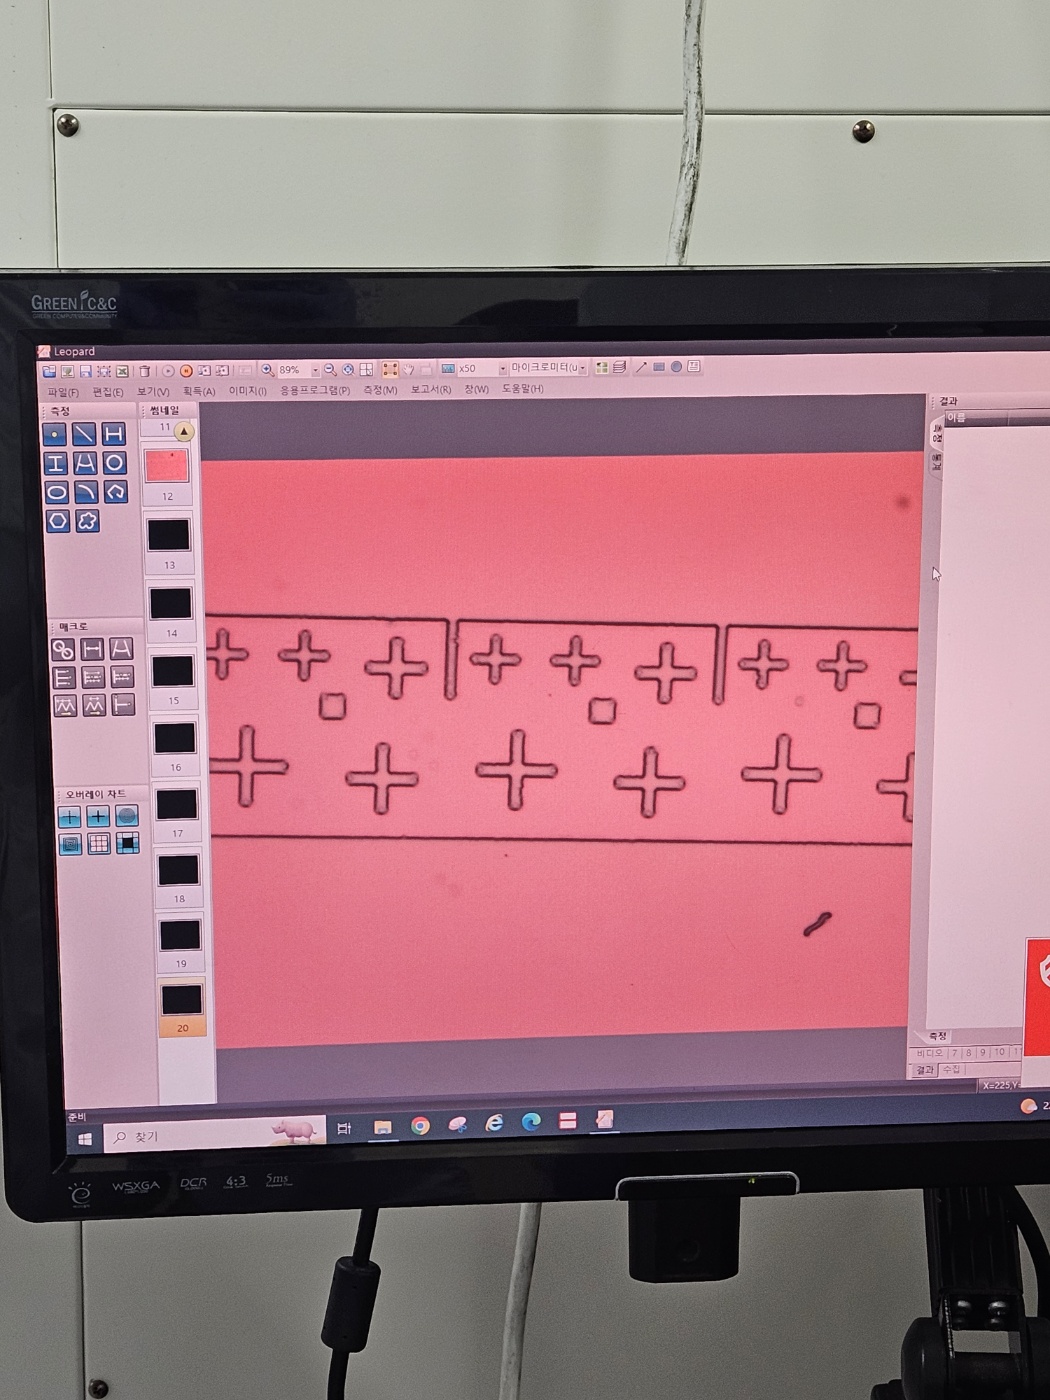 GREEN C&C
GREEN COMPUTER&COMMUNITY
Leopard
89%
x50
마이크로미터(u
파일(F) 편집(E) 보기(V) 획득(A) 이미지(I) 응용프로그램(P) 측정(M) 보고서(R) 창(W) 도움말(H)
측정
썸네일
결과
이름
11
12
13
14
15
16
17
18
19
20
매크로
오버레이 차트
측정
비디오 7 8 9 10 1
결과 수집
X=225,Y=
준비
찾기
2
WSXGA
DCR
4:3
5ms